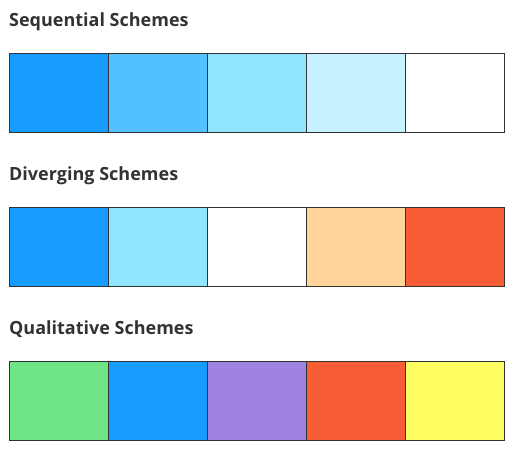 Sequential Schemes
Diverging Schemes
Qualitative Schemes